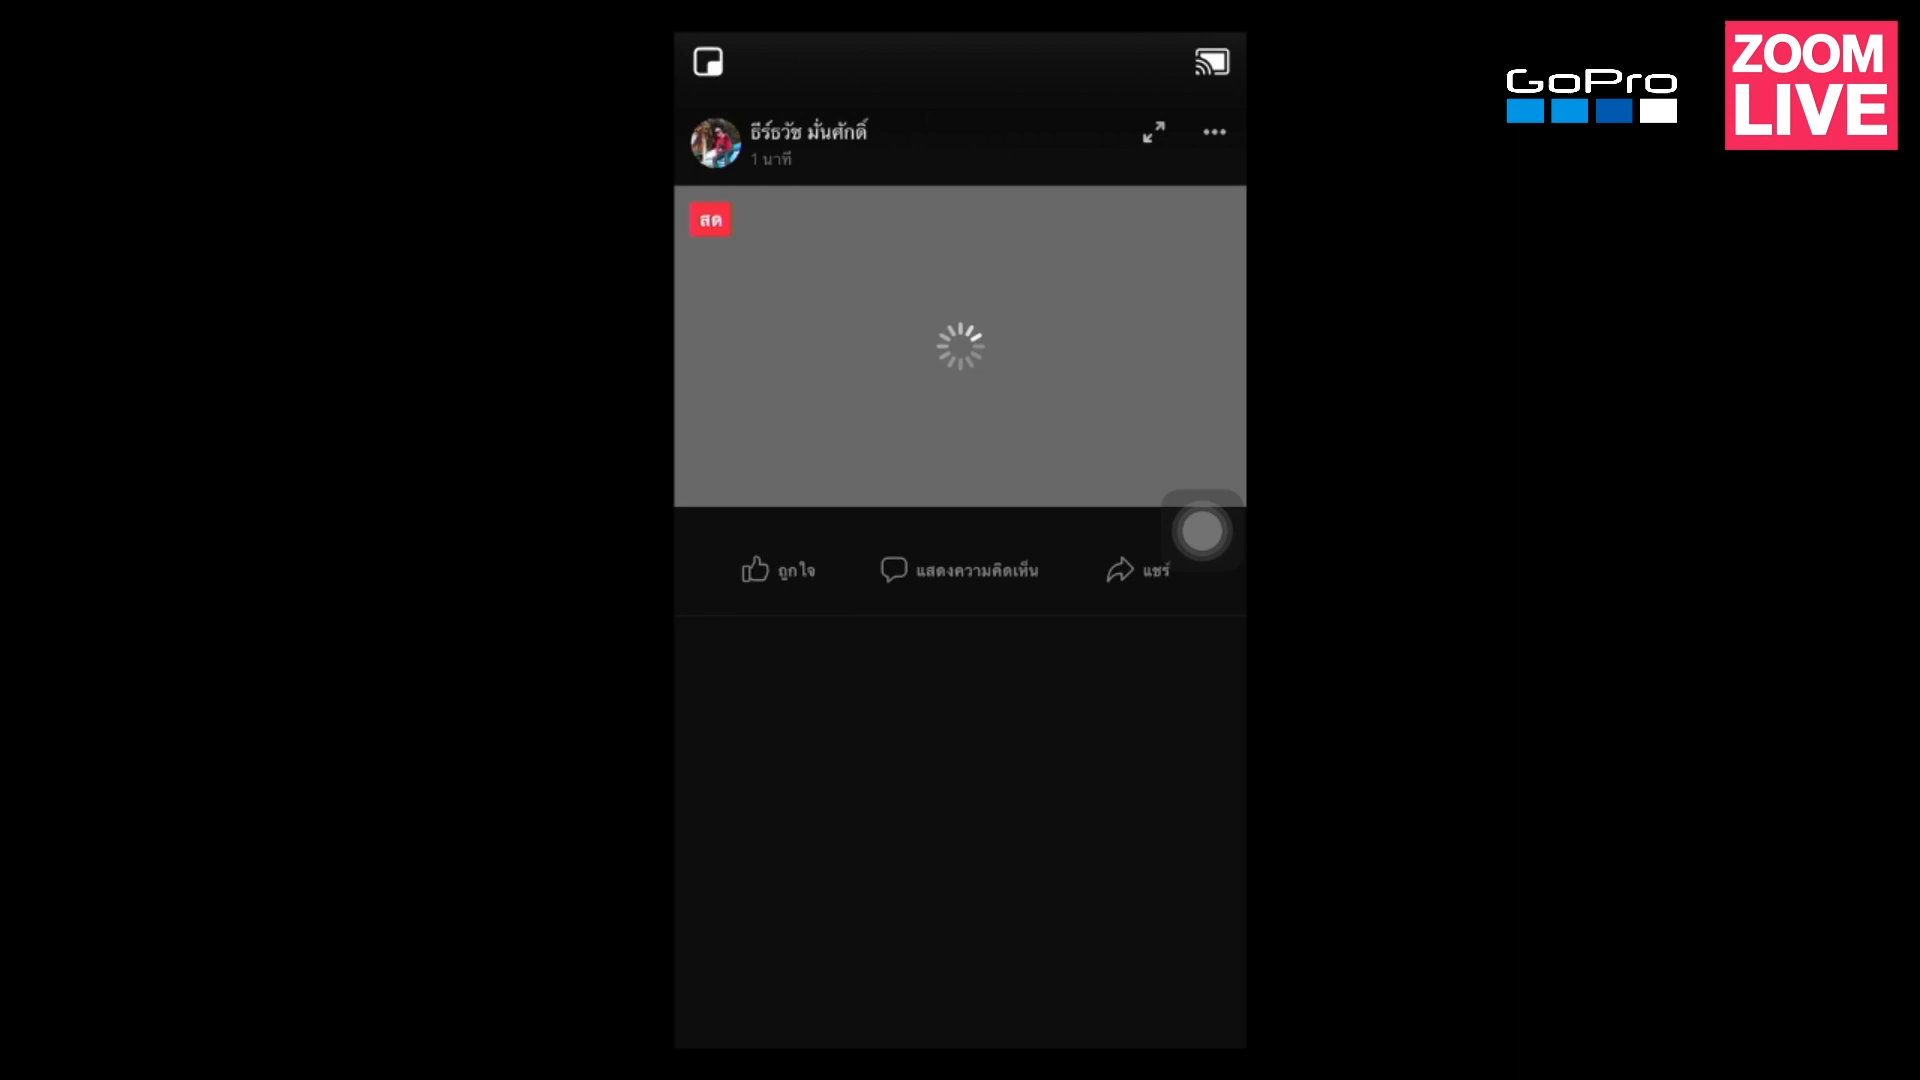 GoPro
ZOOM
LIVE
ธีร์ธวัช มั่นศักดิ์
1 นาที
สด
ถูกใจ
แสดงความคิดเห็น
แชร์